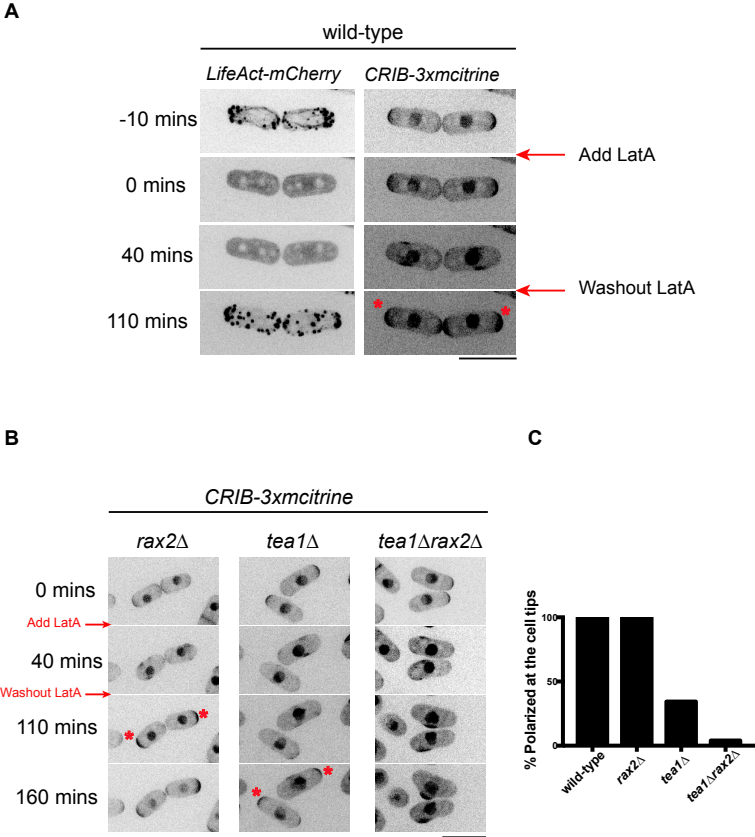 A
wild-type
LifeAct-mCherry CRIB-3xmcitrine
-10 mins
Add LatA
0 mins
40 mins
Washout LatA
110 mins
* *
B
CRIB-3xmcitrine
rax2Δ tea1Δ tea1Δrax2Δ
0 mins
Add LatA
40 mins
Washout LatA
110 mins
* *
160 mins
* *
C
% Polarized at the cell tips
100
50
0
wild-type
rax2Δ
tea1Δ
tea1Δrax2Δ